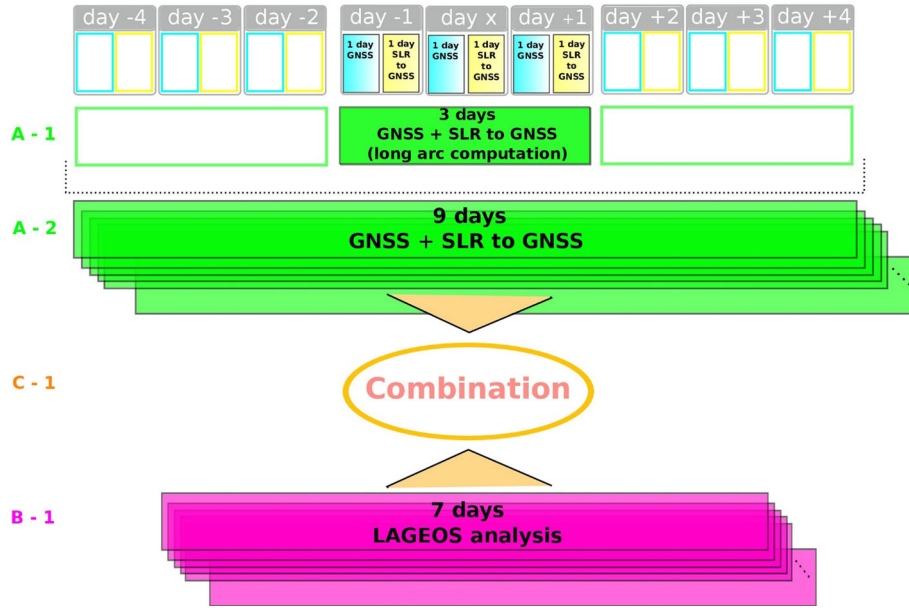 day -4 day -3 day -2 day -1 day x day +1 day +2 day +3 day +4
1 day 1 day 1 day 1 day 1 day 1 day
GNSS SLR GNSS SLR GNSS SLR
to to to
GNSS GNSS GNSS
A - 1
3 days
GNSS + SLR to GNSS
(long arc computation)
A - 2
9 days
GNSS + SLR to GNSS
C - 1
Combination
B - 1
7 days
LAGEOS analysis